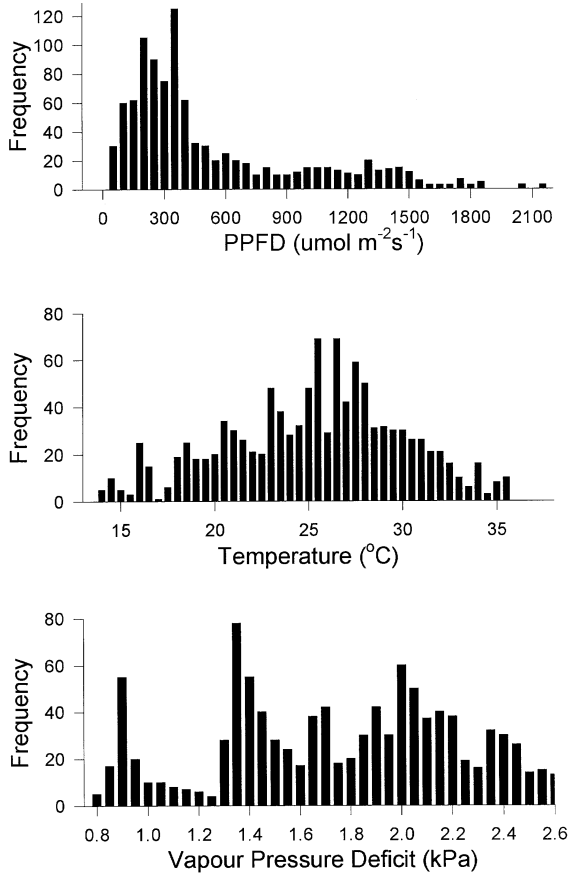 120
100
80
60
40
20
0
Frequency
0 300 600 900 1200 1500 1800 2100
PPFD (umol m⁻²s⁻¹)
80
60
40
20
0
Frequency
15 20 25 30 35
Temperature (°C)
80
60
40
20
0
Frequency
0.8 1.0 1.2 1.4 1.6 1.8 2.0 2.2 2.4 2.6
Vapour Pressure Deficit (kPa)